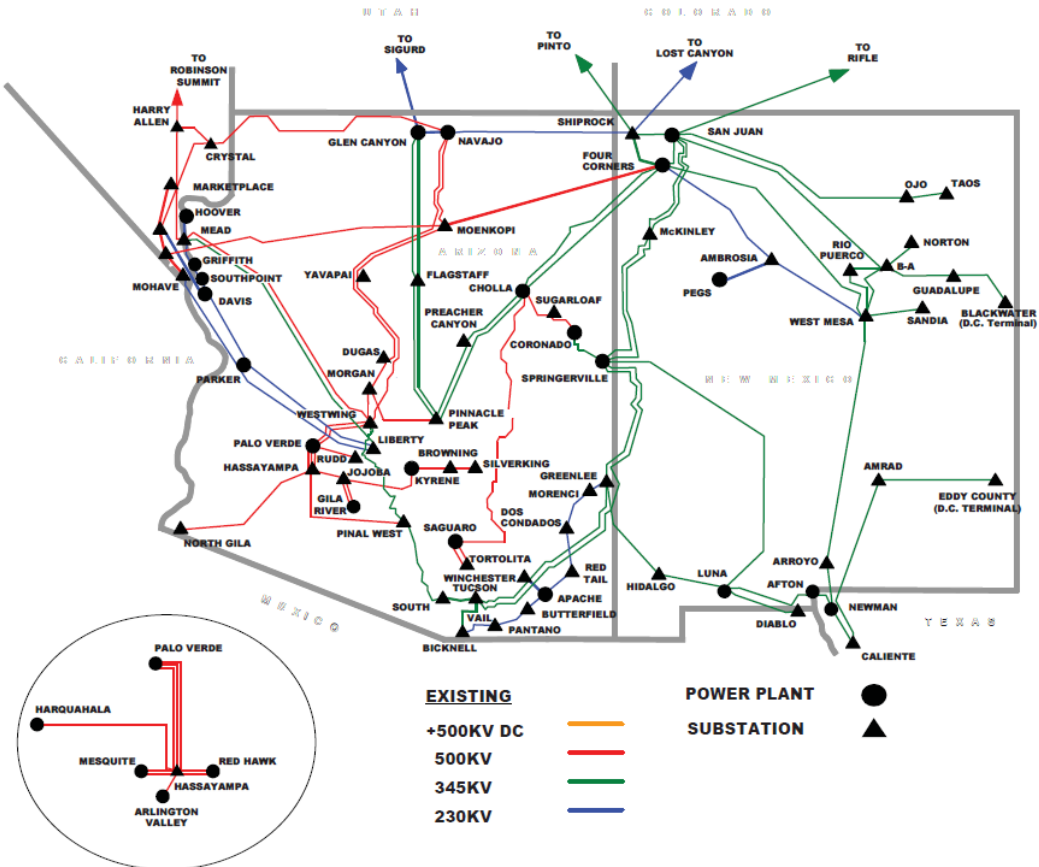 UTAH
COLORADO
TO
SIGURD
TO
PINTO
TO
LOST CANYON
TO
RIFLE
TO
ROBINSON
SUMMIT
HARRY
ALLEN
CRYSTAL
GLEN CANYON
NAVAJO
SHIPROCK
SAN JUAN
FOUR
CORNERS
MARKETPLACE
HOOVER
MEAD
OJO
TAOS
MOENKOPI
McKINLEY
ARIZONA
RIO
PUERCO
NORTON
AMBROSIA
B-A
GRIFFITH
SOUTHPOINT
MOHAVE
DAVIS
YAVAPAI
FLAGSTAFF
CHOLLA
SUGARLOAF
PEGS
GUADALUPE
BLACKWATER
(D.C. Terminal)
WEST MESA
SANDIA
PREACHER
CANYON
CORONADO
CALIFORNIA
DUGAS
MORGAN
PARKER
SPRINGERVILLE
NEW MEXICO
WESTWING
PINNACLE
PEAK
PALO VERDE
LIBERTY
RUDD
BROWNING
HASSAYAMPA
JOJOBA
KYRENE
SILVERKING
GREENLEE
MORENCI
AMRAD
EDDY COUNTY
(D.C. TERMINAL)
GILA
RIVER
DOS
CONDADOS
PINAL WEST
SAGUARO
NORTH GILA
TORTOLITA
WINCHESTER
TUCSON
RED
TAIL
HIDALGO
LUNA
ARROYO
AFTON
APACHE
SOUTH
VAIL
BUTTERFIELD
PANTANO
BICKNELL
DIABLO
NEWMAN
TEXAS
MEXICO
CALIENTE
PALO VERDE
HARQUAHALA
MESQUITE
RED HAWK
HASSAYAMPA
ARLINGTON
VALLEY
EXISTING
+500KV DC
500KV
345KV
230KV
POWER PLANT
SUBSTATION